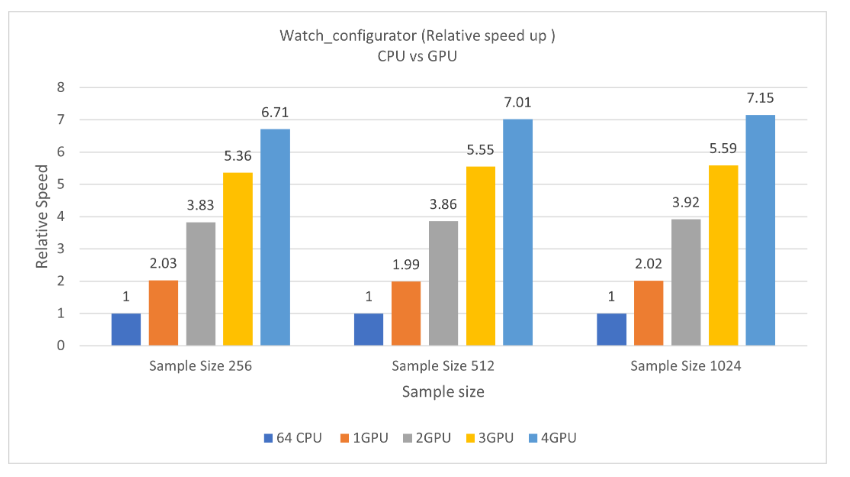 Watch_configurator (Relative speed up )
CPU vs GPU
8
7
6
5
4
3
2
1
0
Relative Speed
1
2.03
3.83
5.36
6.71
1
1.99
3.86
5.55
7.01
1
2.02
3.92
5.59
7.15
Sample Size 256
Sample Size 512
Sample Size 1024
Sample size
64 CPU
1GPU
2GPU
3GPU
4GPU